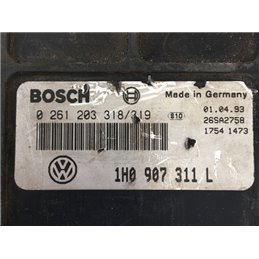 BOSCH Made in Germany
0 261 203 318/319 810 01.04.93
26SA2758
1754 1473
1H0 907 311 L